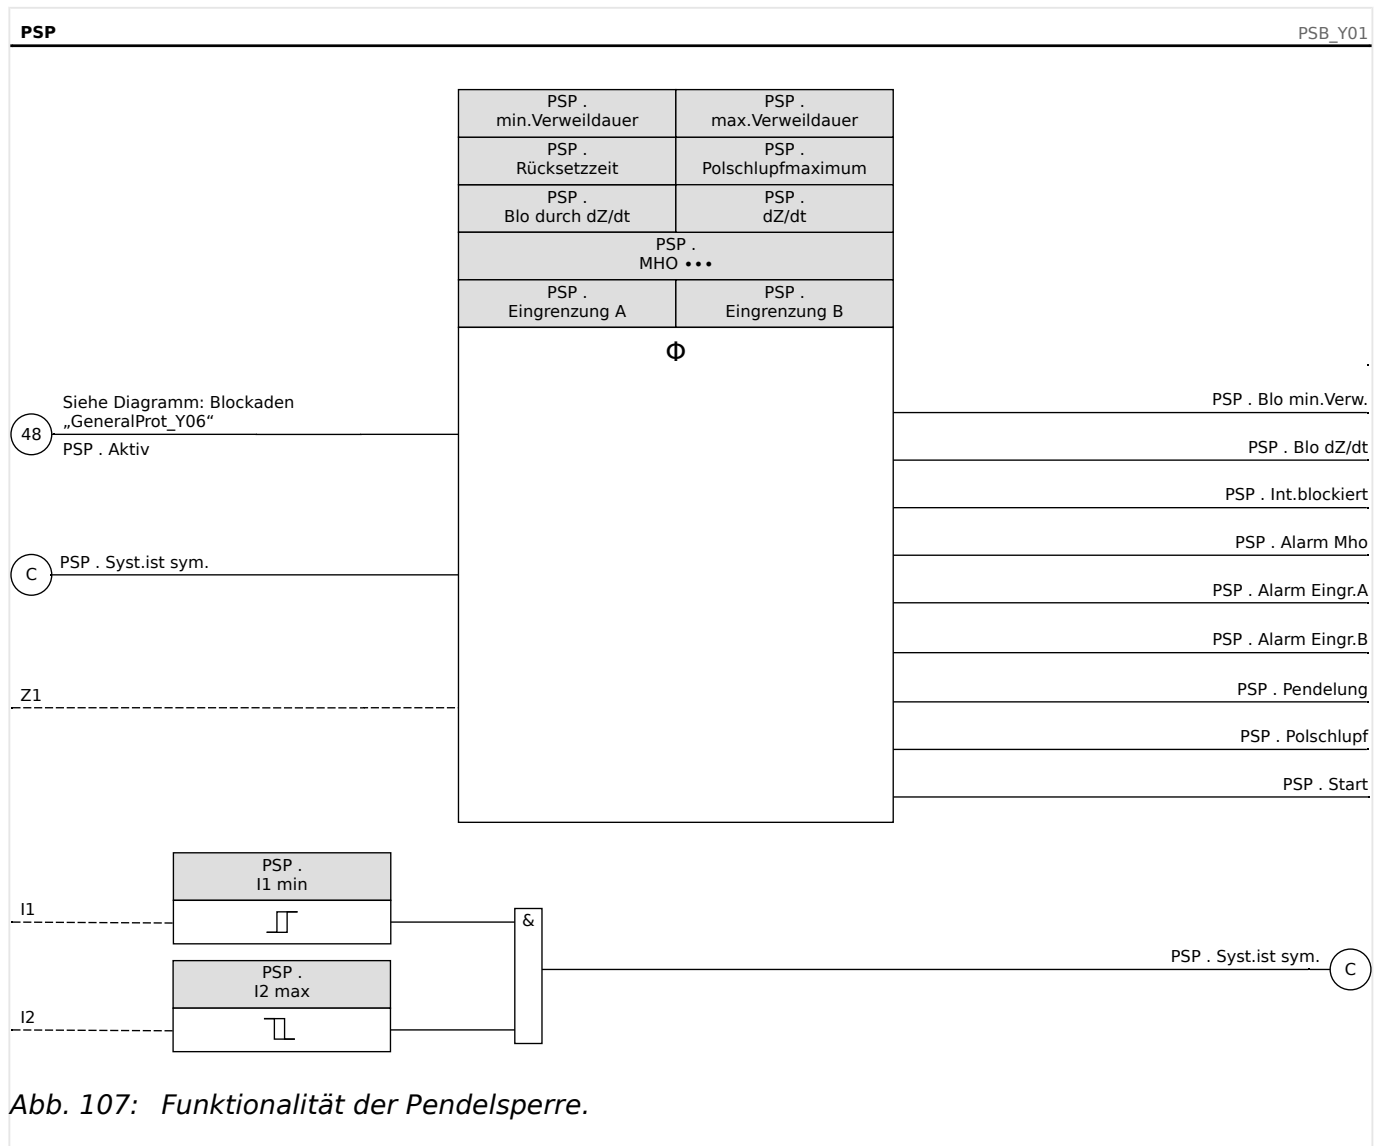 PSP
PSB_Y01
PSP .
min.Verweildauer
PSP .
max.Verweildauer
PSP .
Rücksetzzeit
PSP .
Polschlupfmaximum
PSP .
Blo durch dZ/dt
PSP .
dZ/dt
PSP .
MHO •••
PSP .
Eingrenzung A
PSP .
Eingrenzung B
Φ
Siehe Diagramm: Blockaden
„GeneralProt_Y06“
48
PSP . Aktiv
C
PSP . Syst.ist sym.
Z1
PSP . Blo min.Verw.
PSP . Blo dZ/dt
PSP . Int.blockiert
PSP . Alarm Mho
PSP . Alarm Eingr.A
PSP . Alarm Eingr.B
PSP . Pendelung
PSP . Polschlupf
PSP . Start
PSP .
I1 min
I1
&
PSP .
I2 max
I2
PSP . Syst.ist sym.
C
Abb. 107: Funktionalität der Pendelsperre.